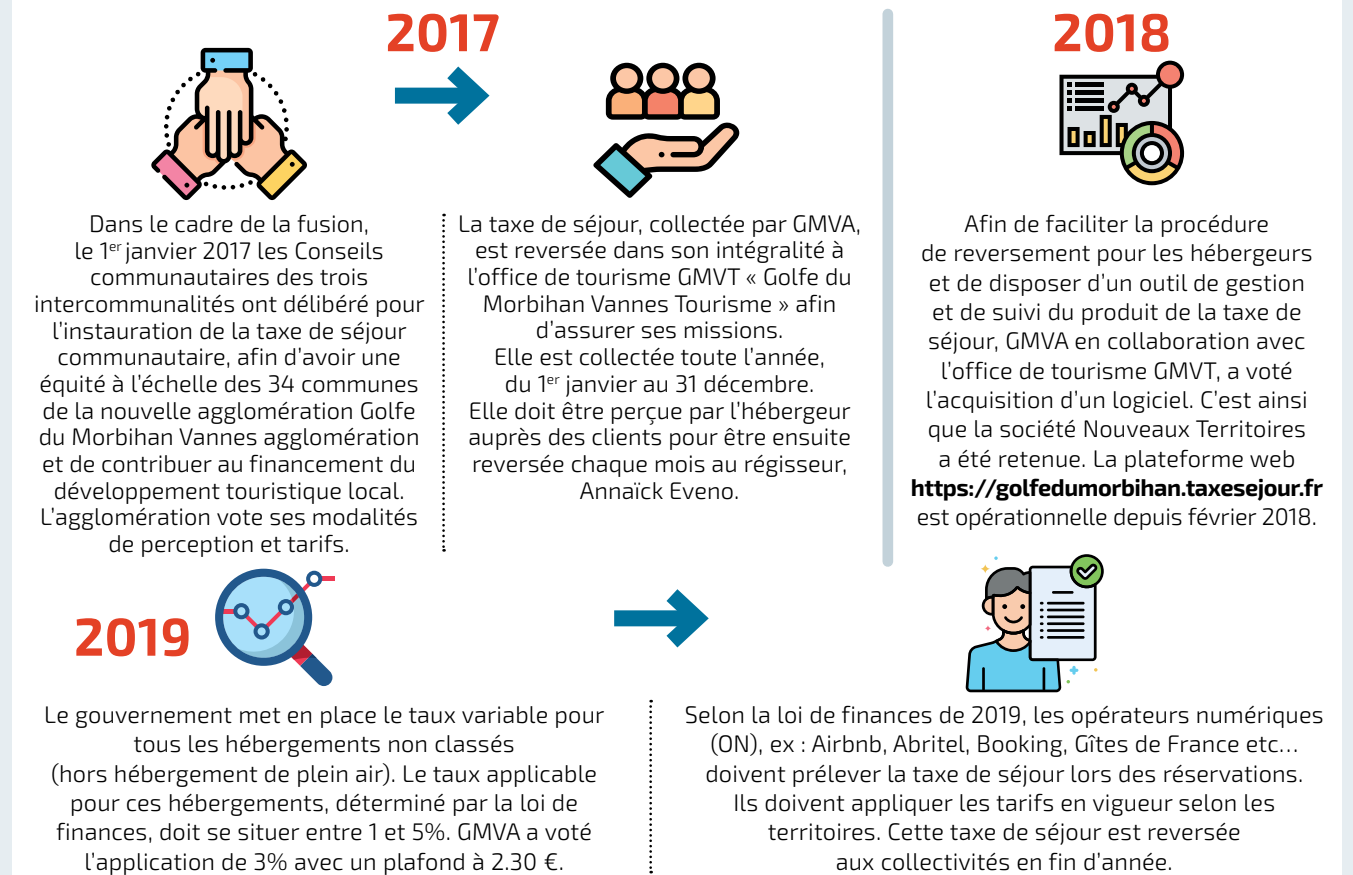 2017
Dans le cadre de la fusion,
le 1er janvier 2017 les Conseils
communautaires des trois
intercommunalités ont délibéré pour
l'instauration de la taxe de séjour
communautaire, afin d'avoir une
équité à l'échelle des 34 communes
de la nouvelle agglomération Golfe
du Morbihan Vannes agglomération
et de contribuer au financement du
développement touristique local.
L'agglomération vote ses modalités
de perception et tarifs.
La taxe de séjour, collectée par GMVA,
est reversée dans son intégralité à
l'office de tourisme GMVT « Golfe du
Morbihan Vannes Tourisme » afin
d'assurer ses missions.
Elle est collectée toute l'année,
du 1er janvier au 31 décembre.
Elle doit être perçue par l'hébergeur
auprès des clients pour être ensuite
reversée chaque mois au régisseur,
Annaïck Eveno.
2018
Afin de faciliter la procédure
de reversement pour les hébergeurs
et de disposer d'un outil de gestion
et de suivi du produit de la taxe de
séjour, GMVA en collaboration avec
l'office de tourisme GMVT, a voté
l'acquisition d'un logiciel. C'est ainsi
que la société Nouveaux Territoires
a été retenue. La plateforme web
https://golfedumorbihan.taxesejour.fr
est opérationnelle depuis février 2018.
2019
Le gouvernement met en place le taux variable pour
tous les hébergements non classés
(hors hébergement de plein air). Le taux applicable
pour ces hébergements, déterminé par la loi de
finances, doit se situer entre 1 et 5%. GMVA a voté
l'application de 3% avec un plafond à 2.30 €.
Selon la loi de finances de 2019, les opérateurs numériques
(ON), ex : Airbnb, Abritel, Booking, Gîtes de France etc…
doivent prélever la taxe de séjour lors des réservations.
Ils doivent appliquer les tarifs en vigueur selon les
territoires. Cette taxe de séjour est reversée
aux collectivités en fin d'année.